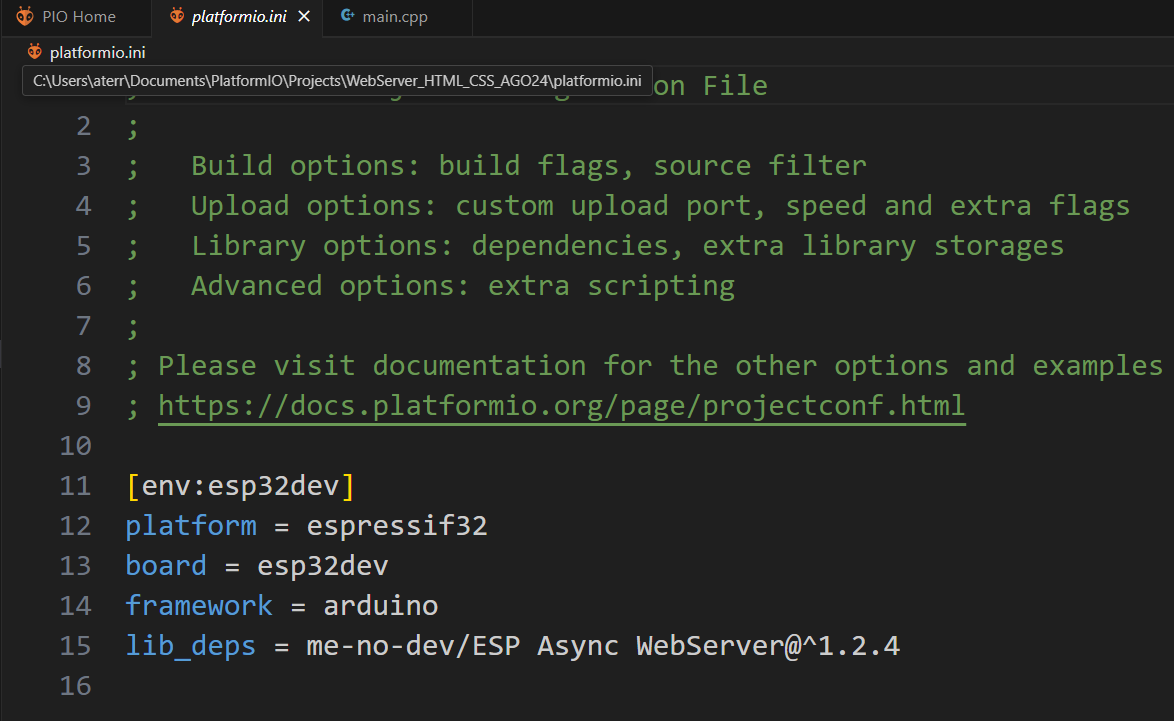 PIO Home
platformio.ini
main.cpp
platformio.ini
C:\Users\aterr\Documents\PlatformIO\Projects\WebServer_HTML_CSS_AGO24\platformio.ini
on File
2 ;
3 ;   Build options: build flags, source filter
4 ;   Upload options: custom upload port, speed and extra flags
5 ;   Library options: dependencies, extra library storages
6 ;   Advanced options: extra scripting
7 ;
8 ; Please visit documentation for the other options and examples
9 ; https://docs.platformio.org/page/projectconf.html
10
11 [env:esp32dev]
12 platform = espressif32
13 board = esp32dev
14 framework = arduino
15 lib_deps = me-no-dev/ESP Async WebServer@^1.2.4
16